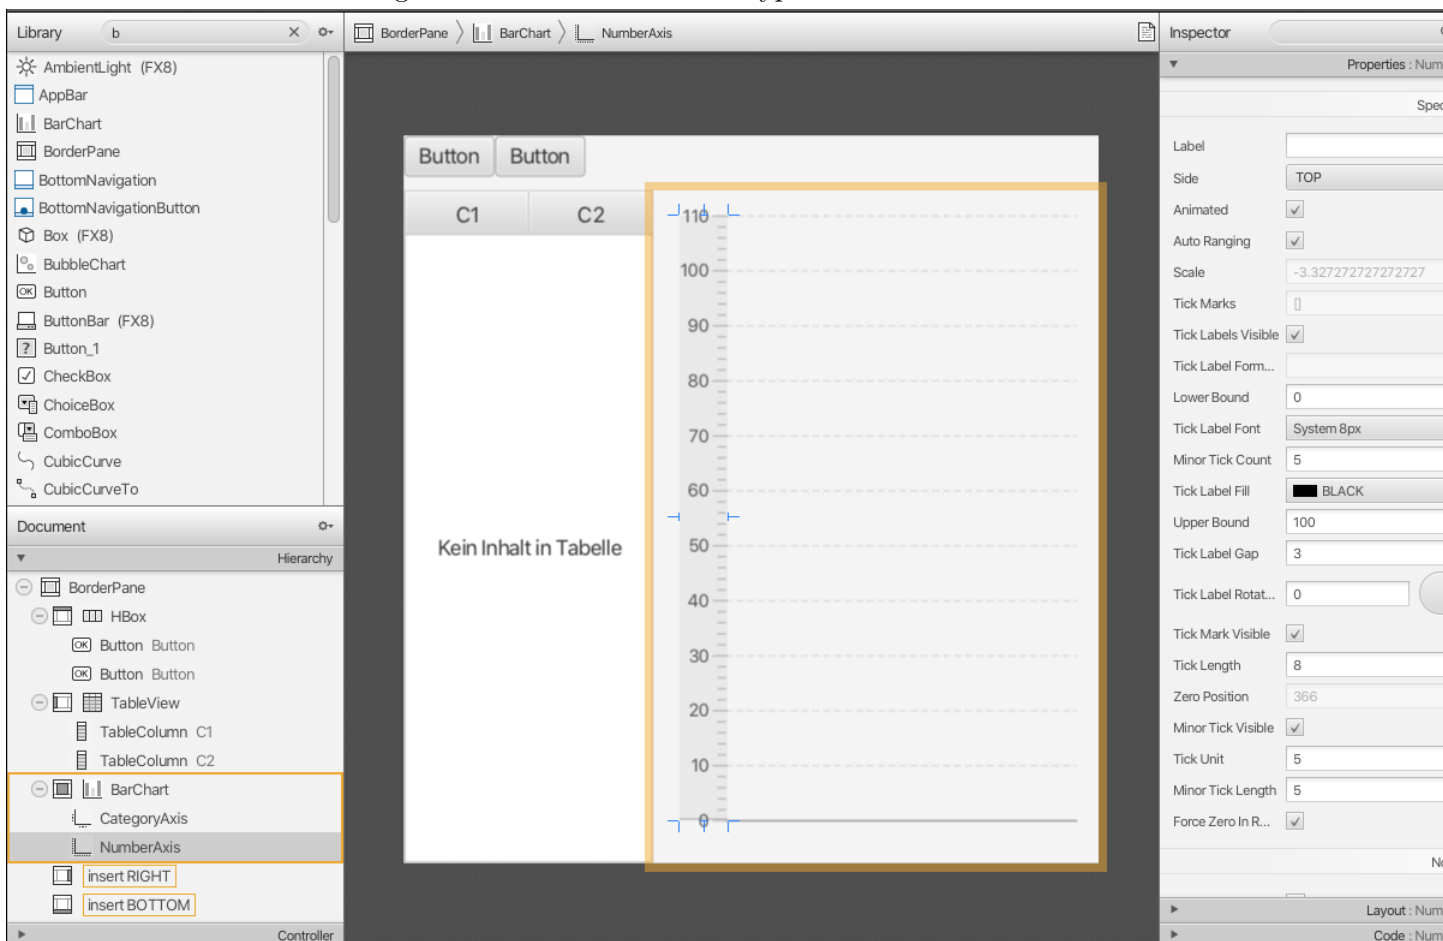 Library b
AmbientLight (FX8)
AppBar
BarChart
BorderPane
BottomNavigation
BottomNavigationButton
Box (FX8)
BubbleChart
OK Button
ButtonBar (FX8)
? Button_1
CheckBox
ChoiceBox
ComboBox
CubicCurve
CubicCurveTo
Document
Hierarchy
BorderPane
HBox
OK Button Button
OK Button Button
TableView
TableColumn C1
TableColumn C2
BarChart
CategoryAxis
NumberAxis
insert RIGHT
insert BOTTOM
Controller
BorderPane BarChart NumberAxis
Button Button
C1 C2
Kein Inhalt in Tabelle
110
100
90
80
70
60
50
40
30
20
10
0
Inspector
Properties : Num
Spec
Label
Side TOP
Animated
Auto Ranging
Scale -3.327272727272727
Tick Marks []
Tick Labels Visible
Tick Label Form...
Lower Bound 0
Tick Label Font System 8px
Minor Tick Count 5
Tick Label Fill BLACK
Upper Bound 100
Tick Label Gap 3
Tick Label Rotat... 0
Tick Mark Visible
Tick Length 8
Zero Position 366
Minor Tick Visible
Tick Unit 5
Minor Tick Length 5
Force Zero In R...
No
Layout : Num
Code : Num